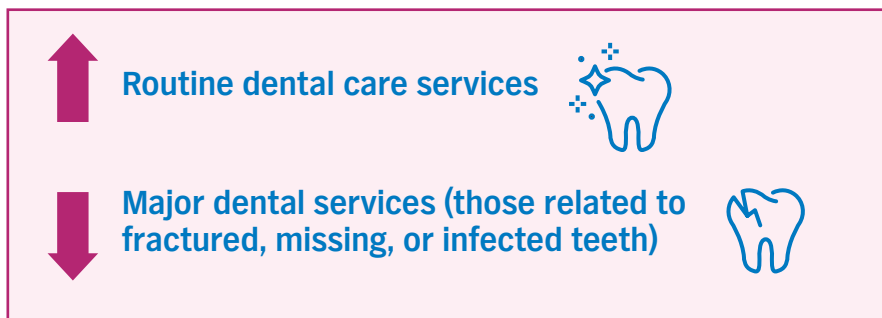 Routine dental care services
Major dental services (those related to
fractured, missing, or infected teeth)